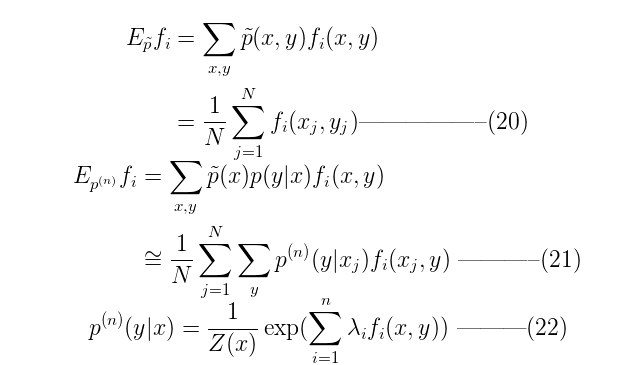 E_{\tilde{p}} f_i = \sum_{x,y} \tilde{p}(x, y) f_i(x, y)
= \frac{1}{N} \sum_{j=1}^{N} f_i(x_j, y_j) ————————(20)
E_{p^{(n)}} f_i = \sum_{x,y} \tilde{p}(x) p(y|x) f_i(x, y)
\cong \frac{1}{N} \sum_{j=1}^{N} \sum_{y} p^{(n)}(y|x_j) f_i(x_j, y) —————(21)
p^{(n)}(y|x) = \frac{1}{Z(x)} \exp(\sum_{i=1}^{n} \lambda_i f_i(x, y)) ————(22)